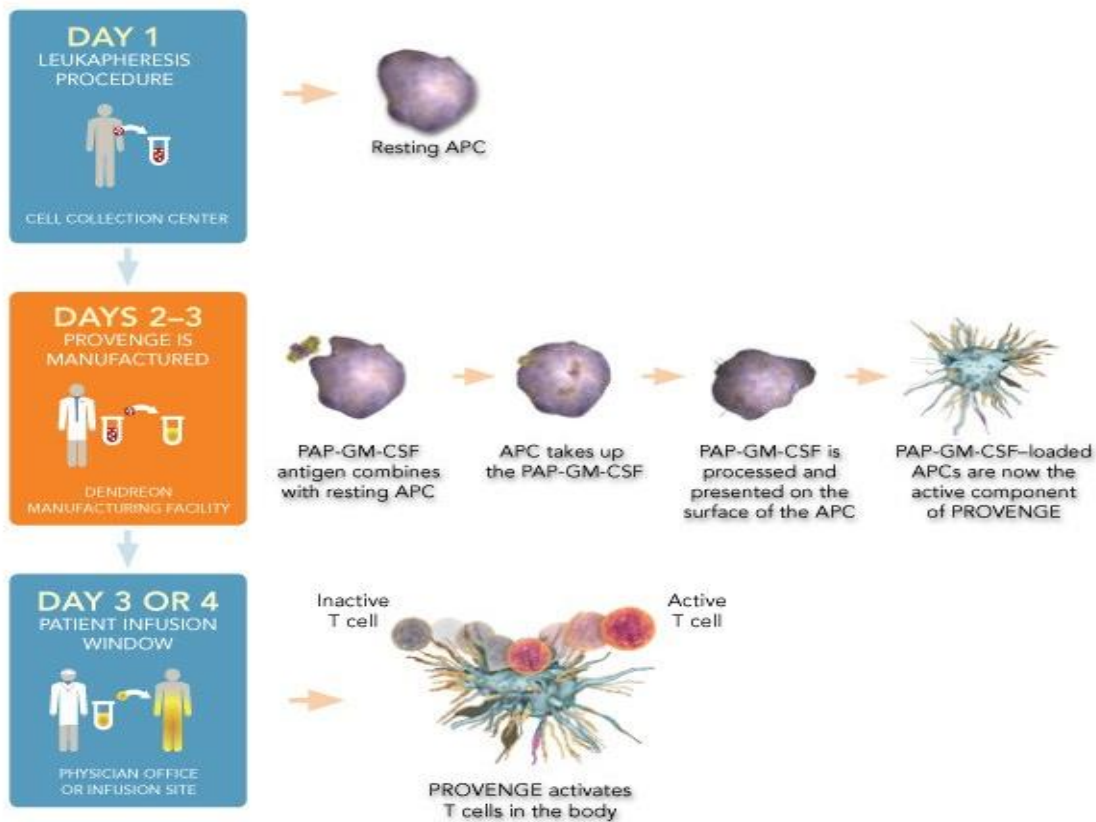 DAY 1
LEUKAPHERESIS
PROCEDURE
CELL COLLECTION CENTER
Resting APC
DAYS 2–3
PROVENGE IS
MANUFACTURED
DENDREON
MANUFACTURING FACILITY
PAP-GM-CSF
antigen combines
with resting APC
APC takes up
the PAP-GM-CSF
PAP-GM-CSF is
processed and
presented on the
surface of the APC
PAP-GM-CSF–loaded
APCs are now the
active component
of PROVENGE
DAY 3 OR 4
PATIENT INFUSION
WINDOW
PHYSICIAN OFFICE
OR INFUSION SITE
Inactive
T cell
Active
T cell
PROVENGE activates
T cells in the body